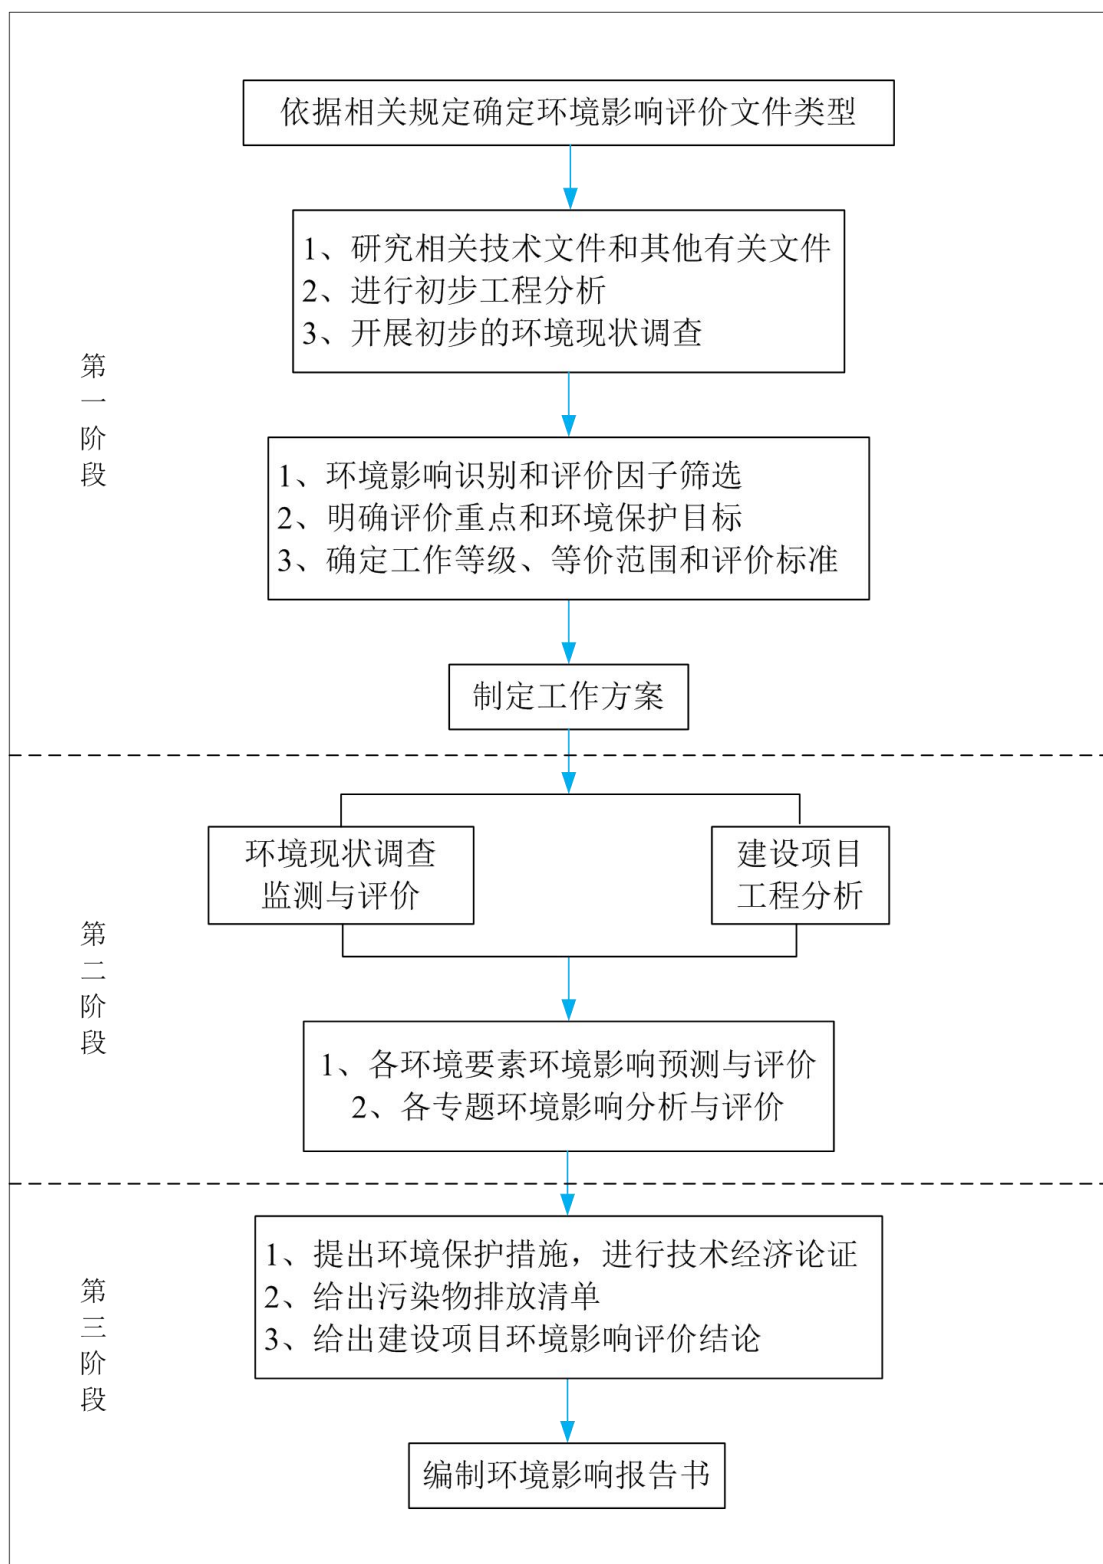 依据相关规定确定环境影响评价文件类型
1、研究相关技术文件和其他有关文件
2、进行初步工程分析
3、开展初步的环境现状调查
第一阶段
1、环境影响识别和评价因子筛选
2、明确评价重点和环境保护目标
3、确定工作等级、等价范围和评价标准
制定工作方案
环境现状调查
监测与评价
建设项目
工程分析
第二阶段
1、各环境要素环境影响预测与评价
2、各专题环境影响分析与评价
1、提出环境保护措施，进行技术经济论证
2、给出污染物排放清单
3、给出建设项目环境影响评价结论
第三阶段
编制环境影响报告书